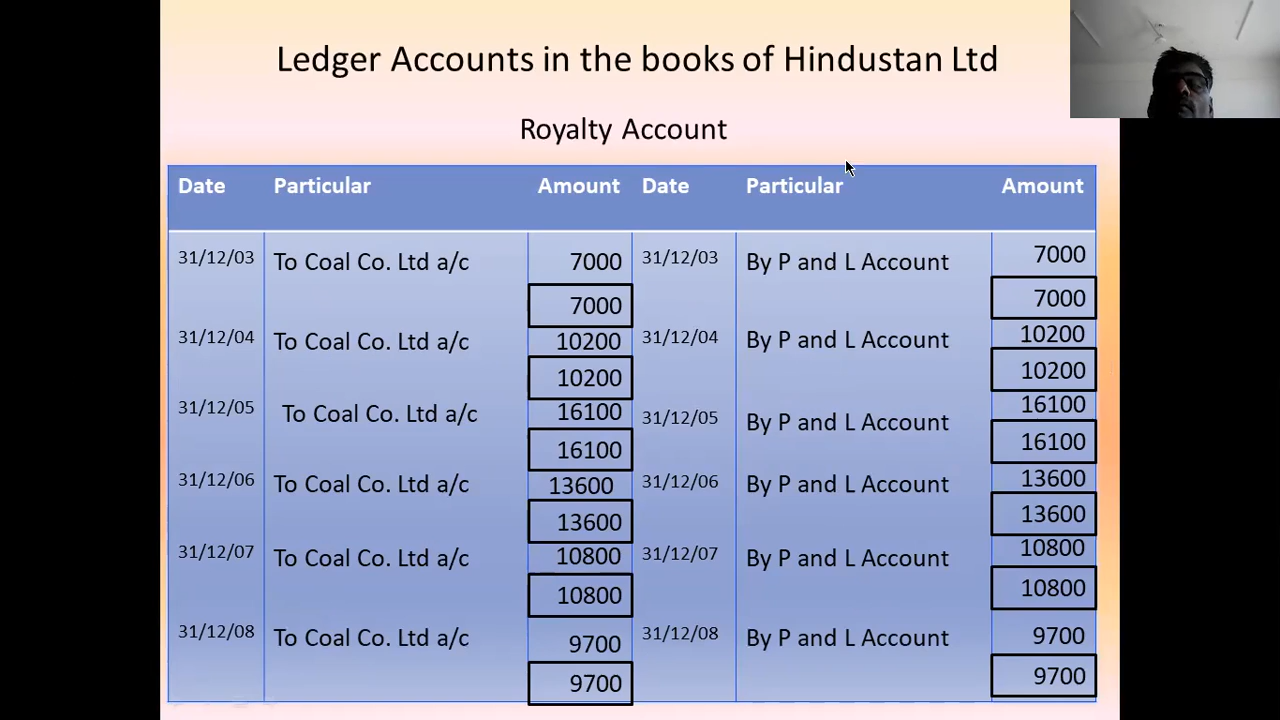 Ledger Accounts in the books of Hindustan Ltd
Royalty Account
Date Particular Amount Date Particular Amount
31/12/03 To Coal Co. Ltd a/c 7000 31/12/03 By P and L Account 7000
7000 7000
31/12/04 To Coal Co. Ltd a/c 10200 31/12/04 By P and L Account 10200
10200 10200
31/12/05 To Coal Co. Ltd a/c 16100 31/12/05 By P and L Account 16100
16100 16100
31/12/06 To Coal Co. Ltd a/c 13600 31/12/06 By P and L Account 13600
13600 13600
31/12/07 To Coal Co. Ltd a/c 10800 31/12/07 By P and L Account 10800
10800 10800
31/12/08 To Coal Co. Ltd a/c 9700 31/12/08 By P and L Account 9700
9700 9700